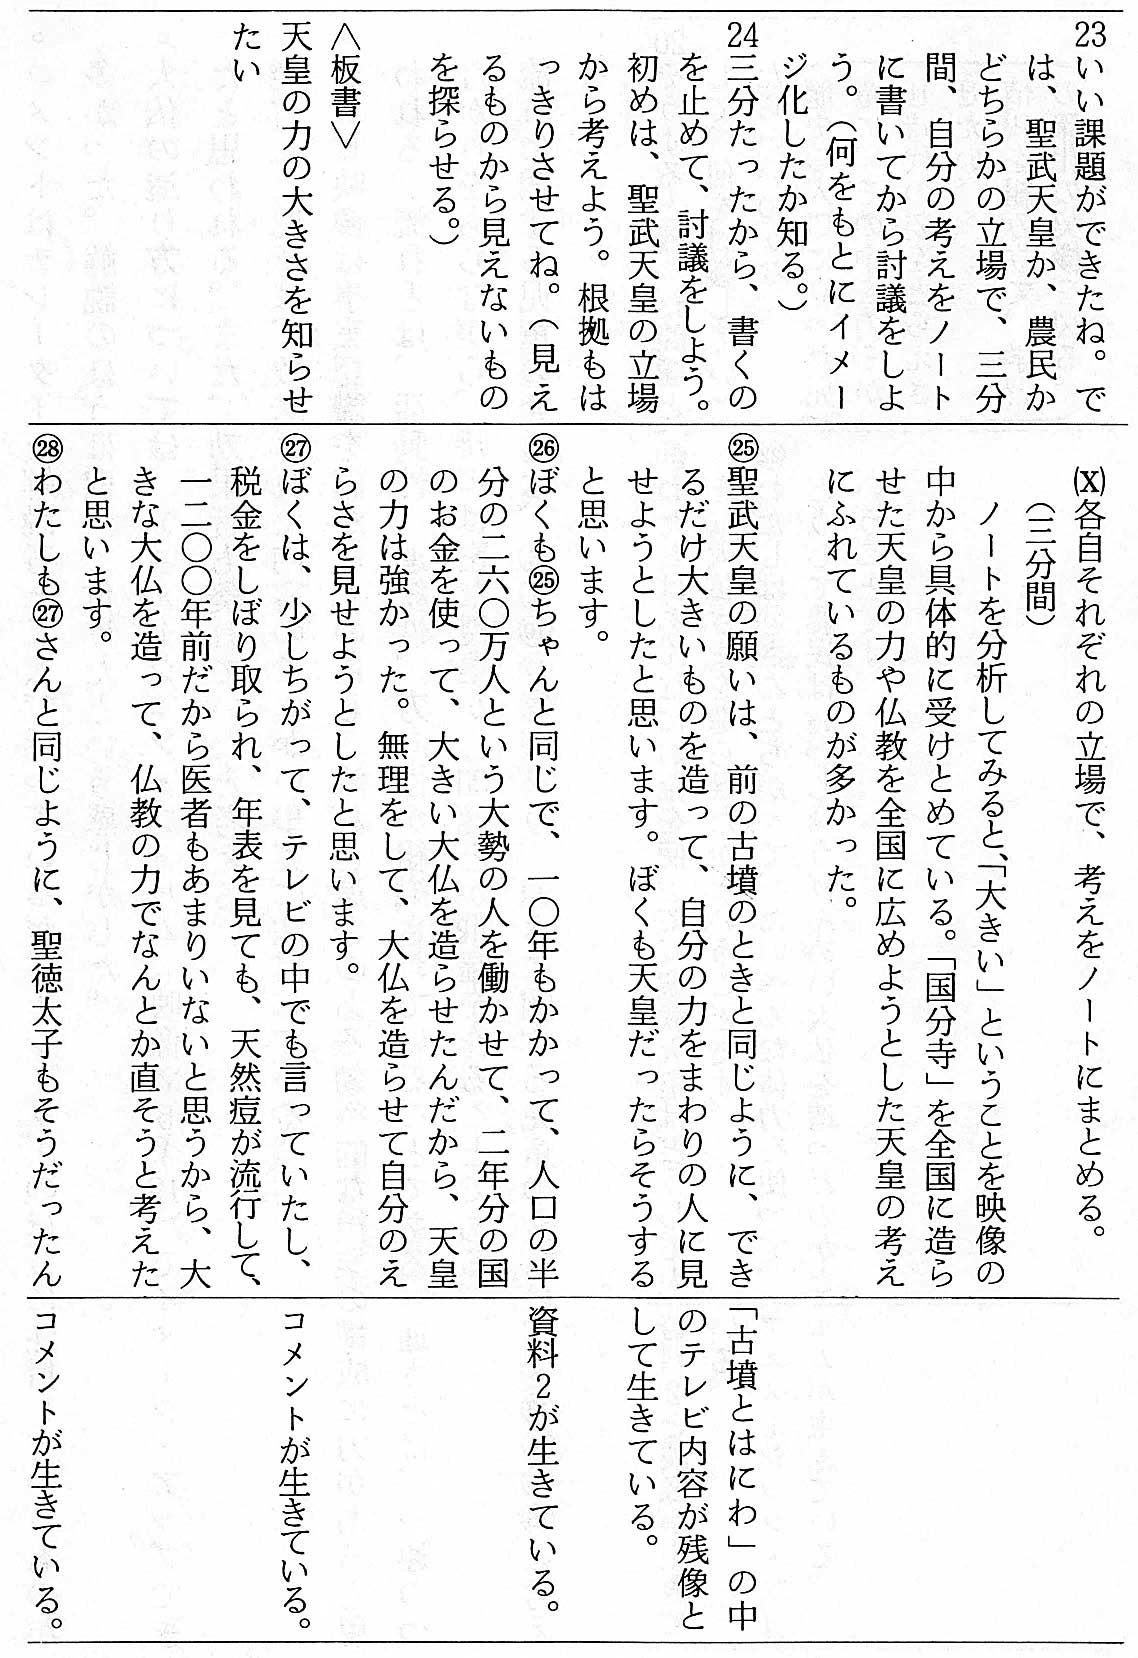 23いい課題ができたね。で
は、聖武天皇か、農民か
どちらかの立場で、三分
間、自分の考えをノート
に書いてから討議をしよ
う。（何をもとにイメー
ジ化したか知る。）
24三分たったから、書くの
を止めて、討議をしよう。
初めは、聖武天皇の立場
から考えよう。根拠もは
っきりさせてね。（見え
るものから見えないもの
を探らせる。）
＜板書＞
天皇の力の大きさを知らせ
たい
(X)各自それぞれの立場で、考えをノートにまとめる。
（三分間）
ノートを分析してみると、「大きい」ということを映像の
中から具体的に受けとめている。「国分寺」を全国に造ら
せた天皇の力や仏教を全国に広めようとした天皇の考え
にふれているものが多かった。
㉕聖武天皇の願いは、前の古墳のときと同じように、でき
るだけ大きいものを造って、自分の力をまわりの人に見
せようとしたと思います。ぼくも天皇だったらそうする
と思います。
㉖ぼくも㉕ちゃんと同じで、一〇年もかかって、人口の半
分の二六〇万人という大勢の人を働かせて、二年分の国
のお金を使って、大きい大仏を造らせたんだから、天皇
の力は強かった。無理をして、大仏を造らせて自分のえ
らさを見せようとしたと思います。
㉗ぼくは、少しちがって、テレビの中でも言っていたし、
税金をしぼり取られ、年表を見ても、天然痘が流行して、
一二〇〇年前だから医者もあまりいないと思うから、大
きな大仏を造って、仏教の力でなんとか直そうと考えた
と思います。
㉘わたしも㉗さんと同じように、聖徳太子もそうだったん
「古墳とはにわ」の中
のテレビ内容が残像と
して生きている。
資料2が生きている。
コメントが生きている。
コメントが生きている。